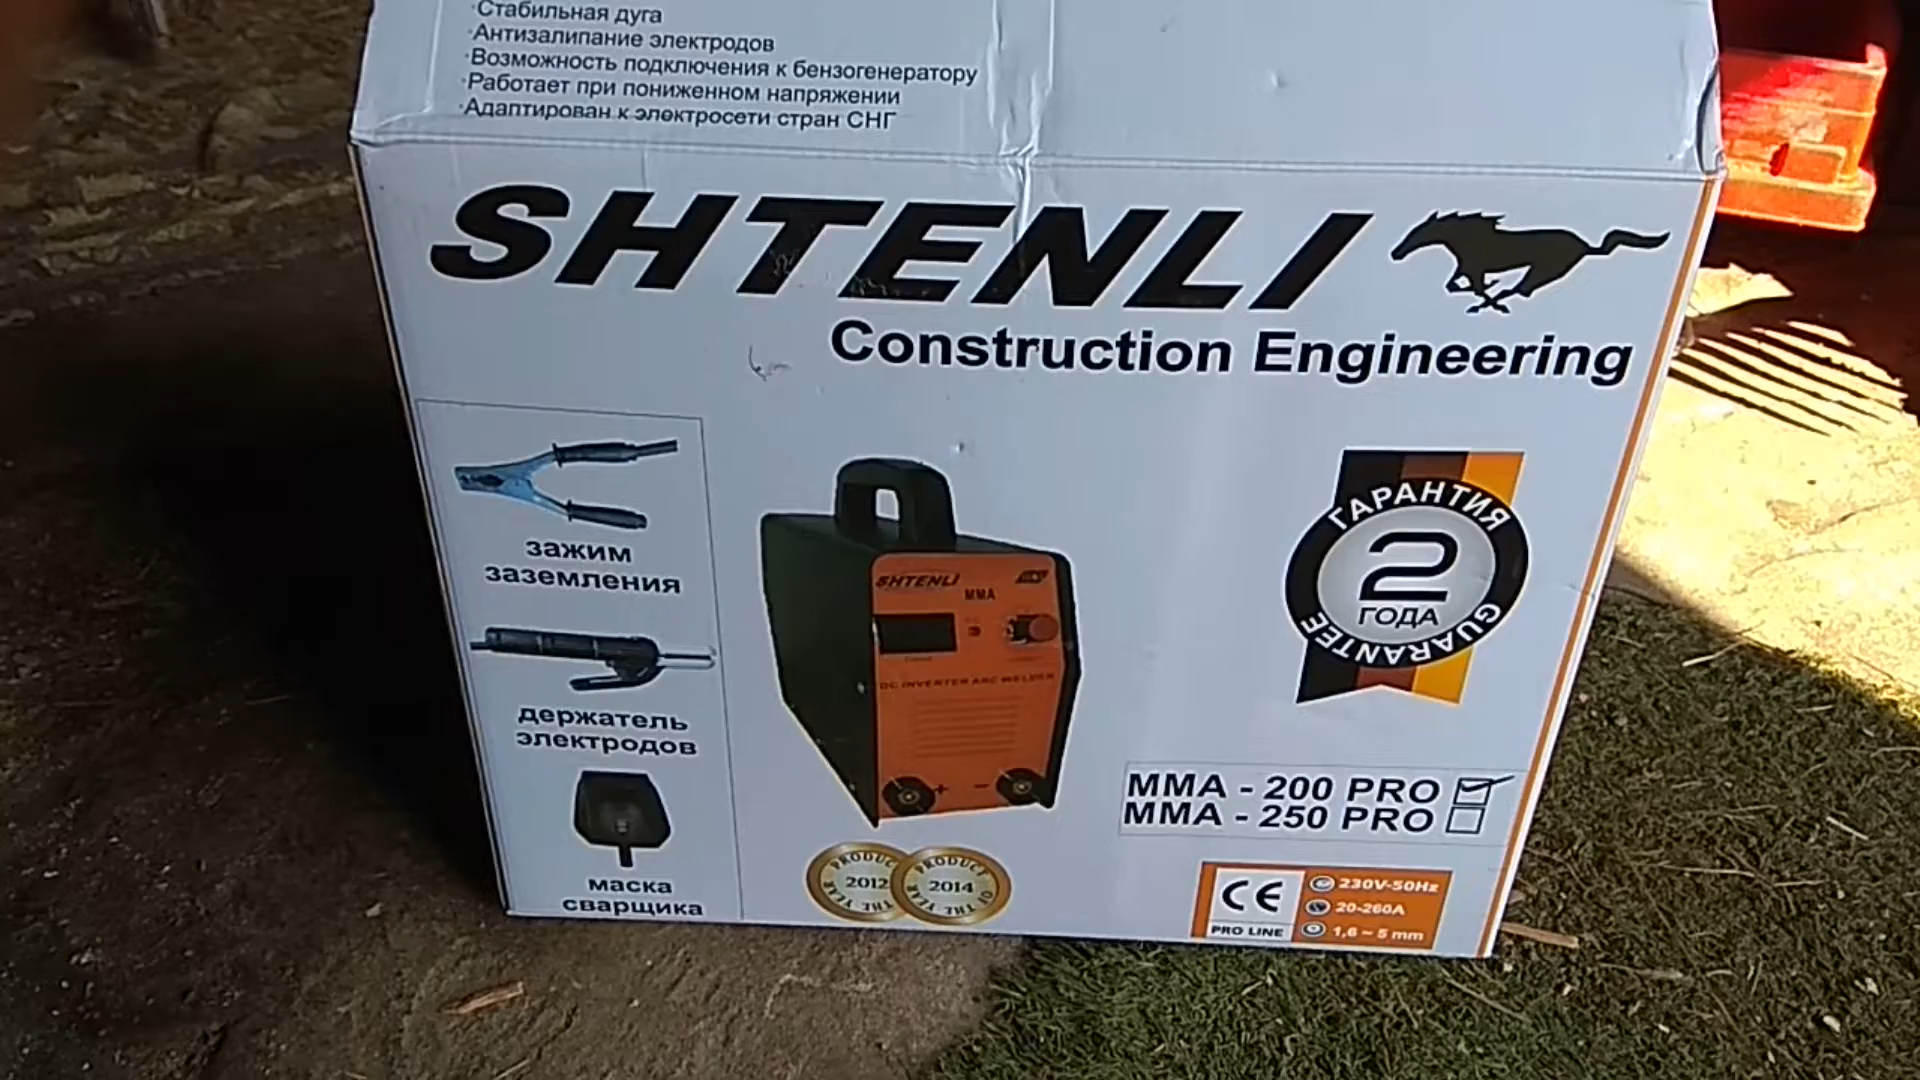 ·Стабильная дуга
·Антизалипание электродов
·Возможность подключения к бензогенератору
·Работает при пониженном напряжении
·Адаптирован к электросети стран СНГ
SHTENLI
Construction Engineering
зажим
заземления
держатель
электродов
маска
сварщика
SHTENLI
MMA
DC INVERTER ARC WELDER
+ -
PRODUCT OF THE YEAR
2012
PRODUCT OF THE YEAR
2014
ГАРАНТИЯ
2
ГОДА
GUARANTEE
MMA - 200 PRO
MMA - 250 PRO
CE
PRO LINE
230V-50Hz
20-260A
1,6 ~ 5 mm